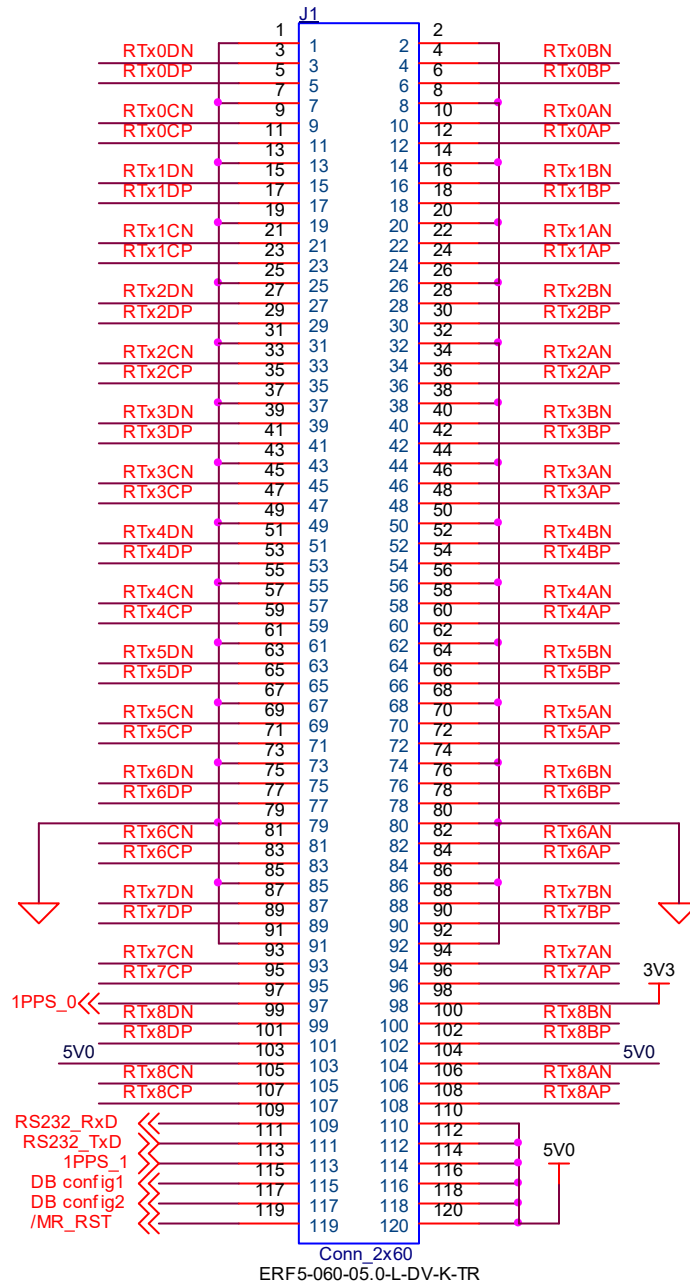 J1
1 1 2 2
RTx0DN 3 3 4 4 RTx0BN
RTx0DP 5 5 6 6 RTx0BP
7 7 8 8
RTx0CN 9 9 10 10 RTx0AN
RTx0CP 11 11 12 12 RTx0AP
13 13 14 14
RTx1DN 15 15 16 16 RTx1BN
RTx1DP 17 17 18 18 RTx1BP
19 19 20 20
RTx1CN 21 21 22 22 RTx1AN
RTx1CP 23 23 24 24 RTx1AP
25 25 26 26
RTx2DN 27 27 28 28 RTx2BN
RTx2DP 29 29 30 30 RTx2BP
31 31 32 32
RTx2CN 33 33 34 34 RTx2AN
RTx2CP 35 35 36 36 RTx2AP
37 37 38 38
RTx3DN 39 39 40 40 RTx3BN
RTx3DP 41 41 42 42 RTx3BP
43 43 44 44
RTx3CN 45 45 46 46 RTx3AN
RTx3CP 47 47 48 48 RTx3AP
49 49 50 50
RTx4DN 51 51 52 52 RTx4BN
RTx4DP 53 53 54 54 RTx4BP
55 55 56 56
RTx4CN 57 57 58 58 RTx4AN
RTx4CP 59 59 60 60 RTx4AP
61 61 62 62
RTx5DN 63 63 64 64 RTx5BN
RTx5DP 65 65 66 66 RTx5BP
67 67 68 68
RTx5CN 69 69 70 70 RTx5AN
RTx5CP 71 71 72 72 RTx5AP
73 73 74 74
RTx6DN 75 75 76 76 RTx6BN
RTx6DP 77 77 78 78 RTx6BP
79 79 80 80
RTx6CN 81 81 82 82 RTx6AN
RTx6CP 83 83 84 84 RTx6AP
85 85 86 86
RTx7DN 87 87 88 88 RTx7BN
RTx7DP 89 89 90 90 RTx7BP
91 91 92 92
RTx7CN 93 93 94 94 RTx7AN
RTx7CP 95 95 96 96 RTx7AP
1PPS_0 97 97 98 98 3V3
RTx8DN 99 99 100 100 RTx8BN
RTx8DP 101 101 102 102 RTx8BP
5V0 103 103 104 104 5V0
RTx8CN 105 105 106 106 RTx8AN
RTx8CP 107 107 108 108 RTx8AP
RS232_RxD 109 109 110 110
RS232_TxD 111 111 112 112
1PPS_1 113 113 114 114 5V0
DB config1 115 115 116 116
DB config2 117 117 118 118
/MR_RST 119 119 120 120
Conn_2x60
ERF5-060-05.0-L-DV-K-TR